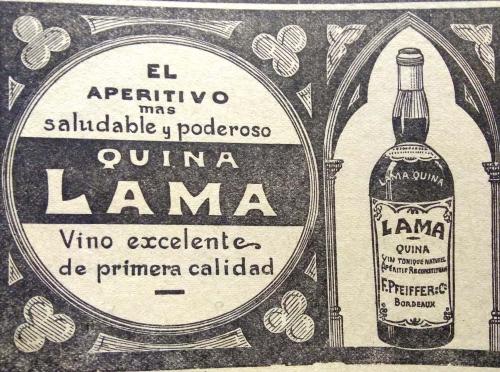 EL
APERITIVO
mas
saludable y poderoso
QUINA
LAMA
Vino excelente
de primera calidad
LAMA QUINA
LAMA
QUINA
VIN TONIQUE NATUREL
APÉRITIF RECONSTITUANT
F. PFEIFFER & Co
BORDEAUX